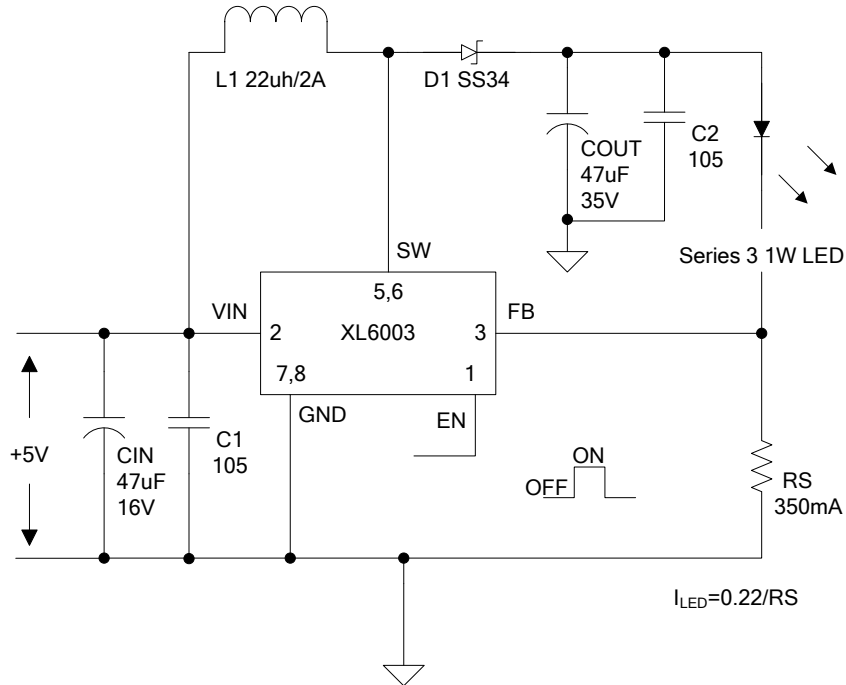 L1 22uh/2A
D1 SS34
COUT
47uF
35V
C2
105
SW
5,6
Series 3 1W LED
VIN
FB
2
XL6003
3
7,8
1
GND
EN
+5V
CIN
47uF
16V
C1
105
ON
OFF
RS
350mA
ILED=0.22/RS